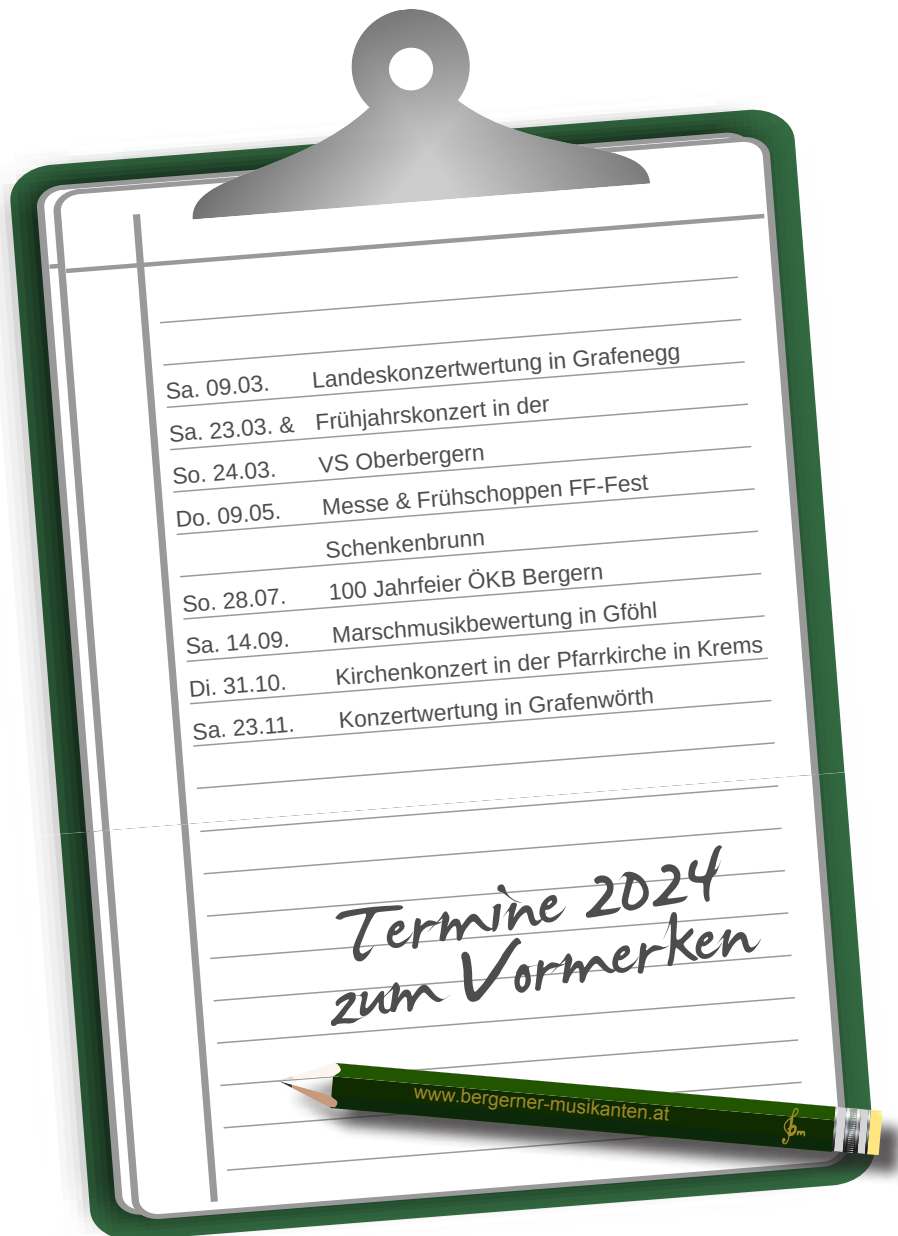 Sa. 09.03. Landeskonzertwertung in Grafenegg
Sa. 23.03. & Frühjahrskonzert in der
So. 24.03. VS Oberbergern
Do. 09.05. Messe & Frühschoppen FF-Fest
Schenkenbrunn
So. 28.07. 100 Jahrfeier ÖKB Bergern
Sa. 14.09. Marschmusikbewertung in Gföhl
Di. 31.10. Kirchenkonzert in der Pfarrkirche in Krems
Sa. 23.11. Konzertwertung in Grafenwörth
Termine 2024
zum Vormerken
www.bergerner-musikanten.at